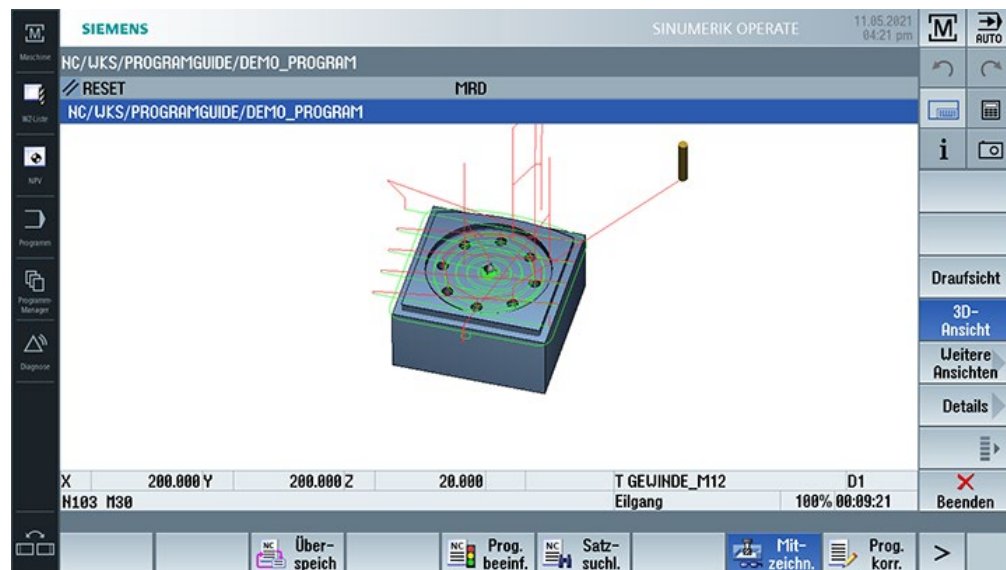 SIEMENS
SINUMERIK OPERATE
11.05.2021
04:21 pm
M
AUTO
M
Maschine
NC/WKS/PROGRAMGUIDE/DEMO_PROGRAM
RESET
MRD
NC/WKS/PROGRAMGUIDE/DEMO_PROGRAM
WZ-Liste
NPV
Programm
Programm-
Manager
Diagnose
i
Draufsicht
3D-
Ansicht
Weitere
Ansichten
Details
X 200.000 Y 200.000 Z 20.000 T GEWINDE_M12 D1
N103 M30 Eilgang 100% 00:09:21
Beenden
NC Über-
speich
NC Prog.
beeinf.
NC Satz-
suchl.
Mit-
zeichn.
Prog.
korr.
>